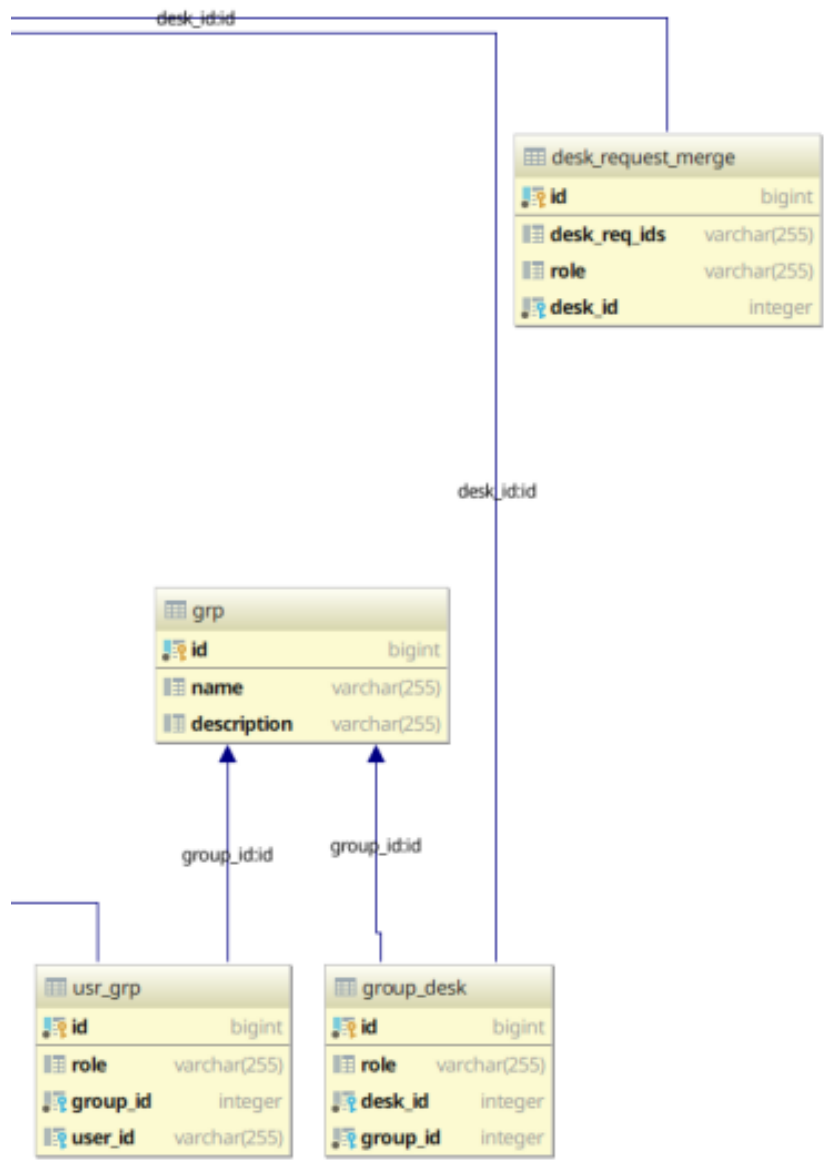 desk_id:id
desk_request_merge
id bigint
desk_req_ids varchar(255)
role varchar(255)
desk_id integer
desk_id:id
grp
id bigint
name varchar(255)
description varchar(255)
group_id:id
group_id:id
usr_grp
id bigint
role varchar(255)
group_id integer
user_id varchar(255)
group_desk
id bigint
role varchar(255)
desk_id integer
group_id integer